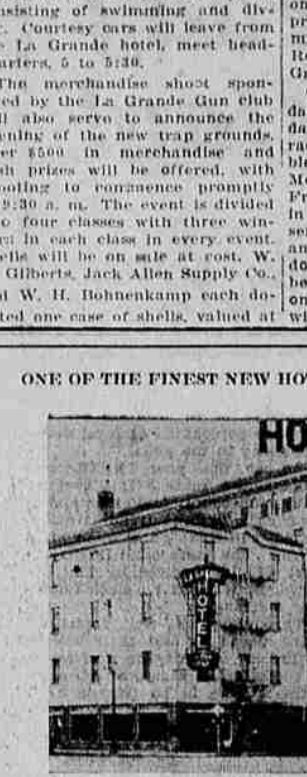 nsisting of swimming and div-
. Courtesy cars will leave from
La Grande hotel, meet head-
arters, 5 to 5:30.
The merchandise shoot spon-
ed by the La Grande Gun club
ll also serve to announce the
ening of the new trap grounds.
er $500 in merchandise and
sh prizes will be offered, with
ooting to commence promptly
9:30 a. m. The event is divided
o four classes with three win-
in each class in every event.
ells will be on sale at cost. W.
Gilberts, Jack Allen Supply Co.,
W. H. Bohnenkamp each do-
ted one case of shells, valued at
ONE OF THE FINEST NEW HO
HO
HOTEL